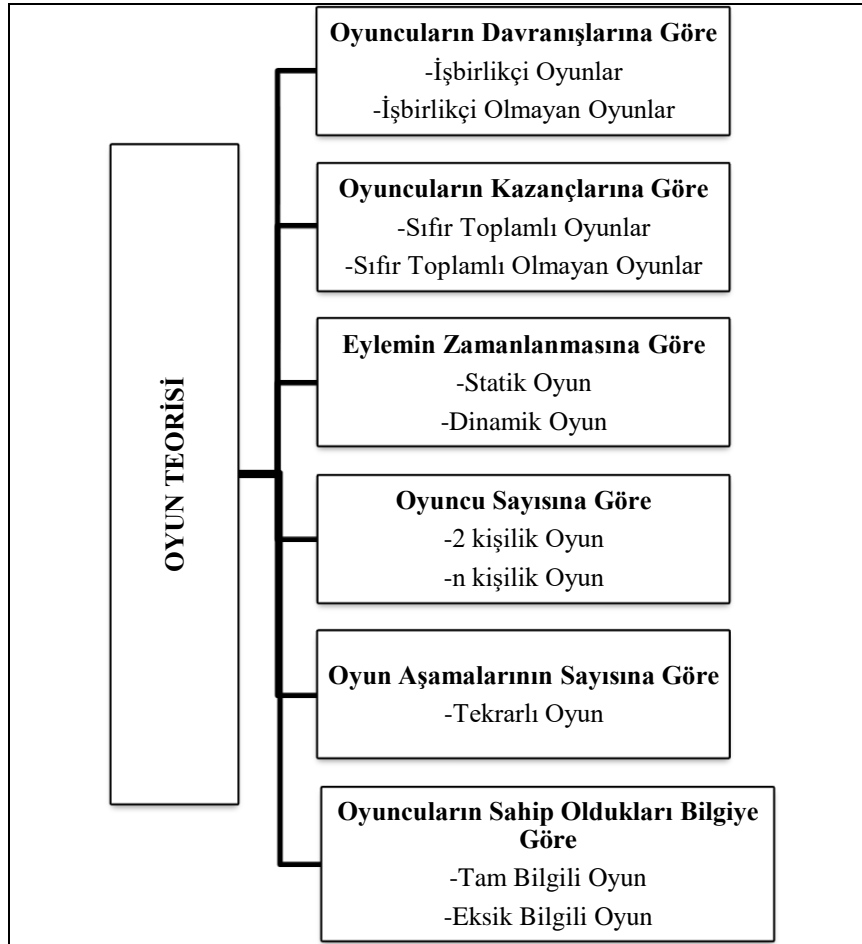 OYUN TEORİSİ
Oyuncuların Davranışlarına Göre
-İşbirlikçi Oyunlar
-İşbirlikçi Olmayan Oyunlar
Oyuncuların Kazançlarına Göre
-Sıfır Toplamlı Oyunlar
-Sıfır Toplamlı Olmayan Oyunlar
Eylemin Zamanlanmasına Göre
-Statik Oyun
-Dinamik Oyun
Oyuncu Sayısına Göre
-2 kişilik Oyun
-n kişilik Oyun
Oyun Aşamalarının Sayısına Göre
-Tekrarlı Oyun
Oyuncuların Sahip Oldukları Bilgiye
Göre
-Tam Bilgili Oyun
-Eksik Bilgili Oyun